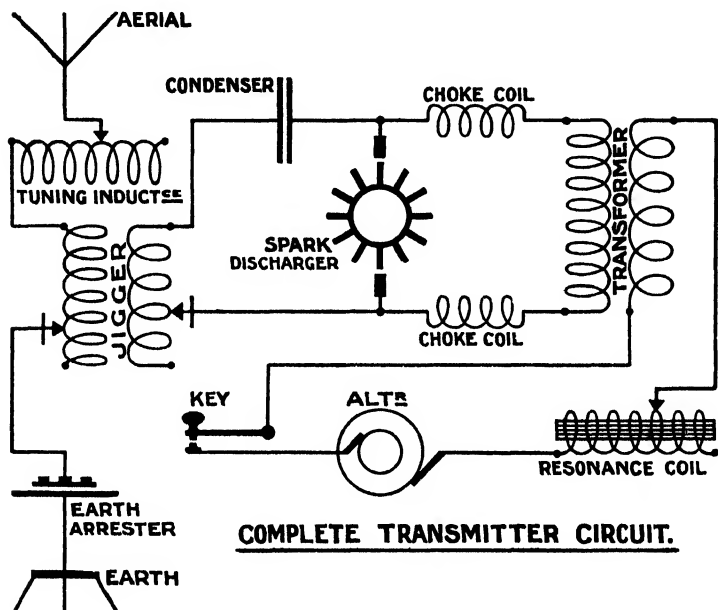 AERIAL
CONDENSER
CHOKE COIL
TUNING INDUCTCE
JIGGER
SPARK
DISCHARGER
TRANSFORMER
CHOKE COIL
KEY
ALTR
RESONANCE COIL
EARTH
ARRESTER
COMPLETE TRANSMITTER CIRCUIT.
EARTH